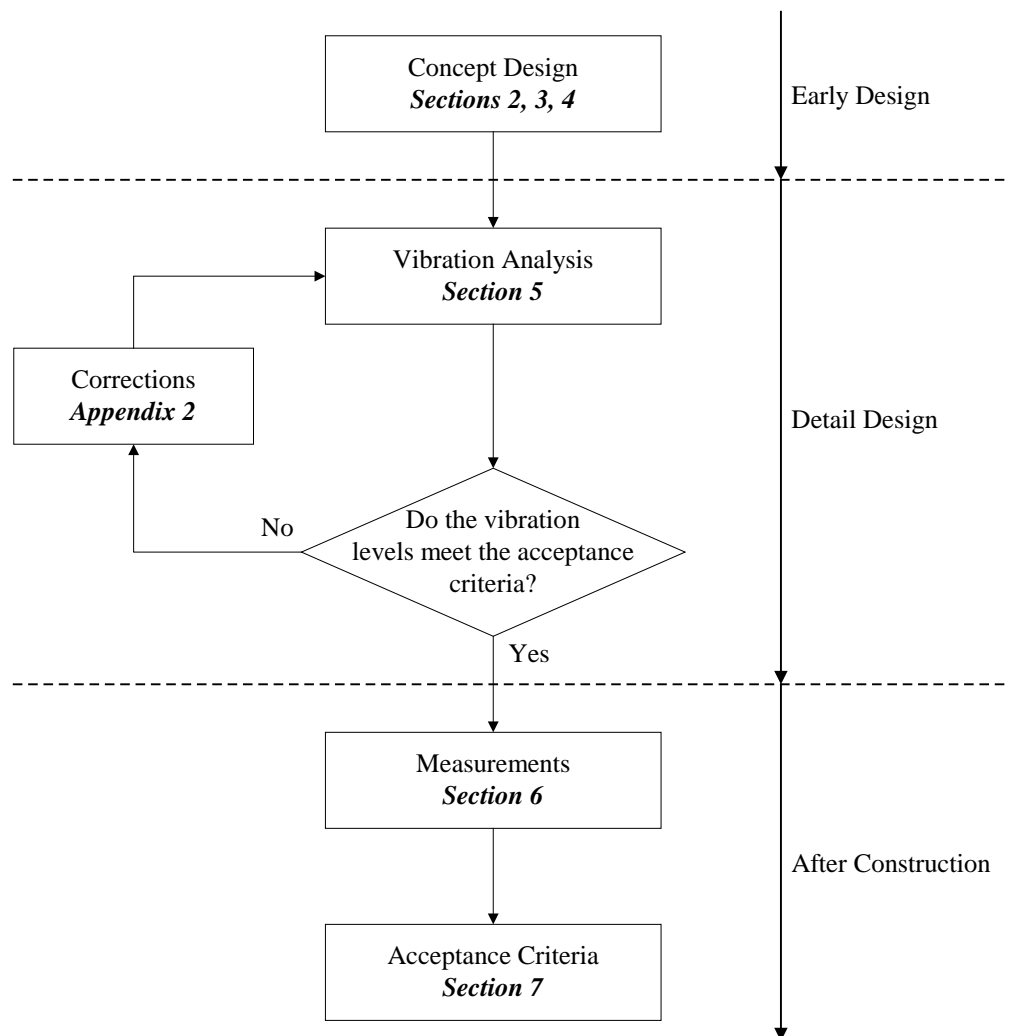 Concept Design
Sections 2, 3, 4
Early Design
Vibration Analysis
Section 5
Corrections
Appendix 2
Detail Design
No
Do the vibration
levels meet the acceptance
criteria?
Yes
Measurements
Section 6
After Construction
Acceptance Criteria
Section 7